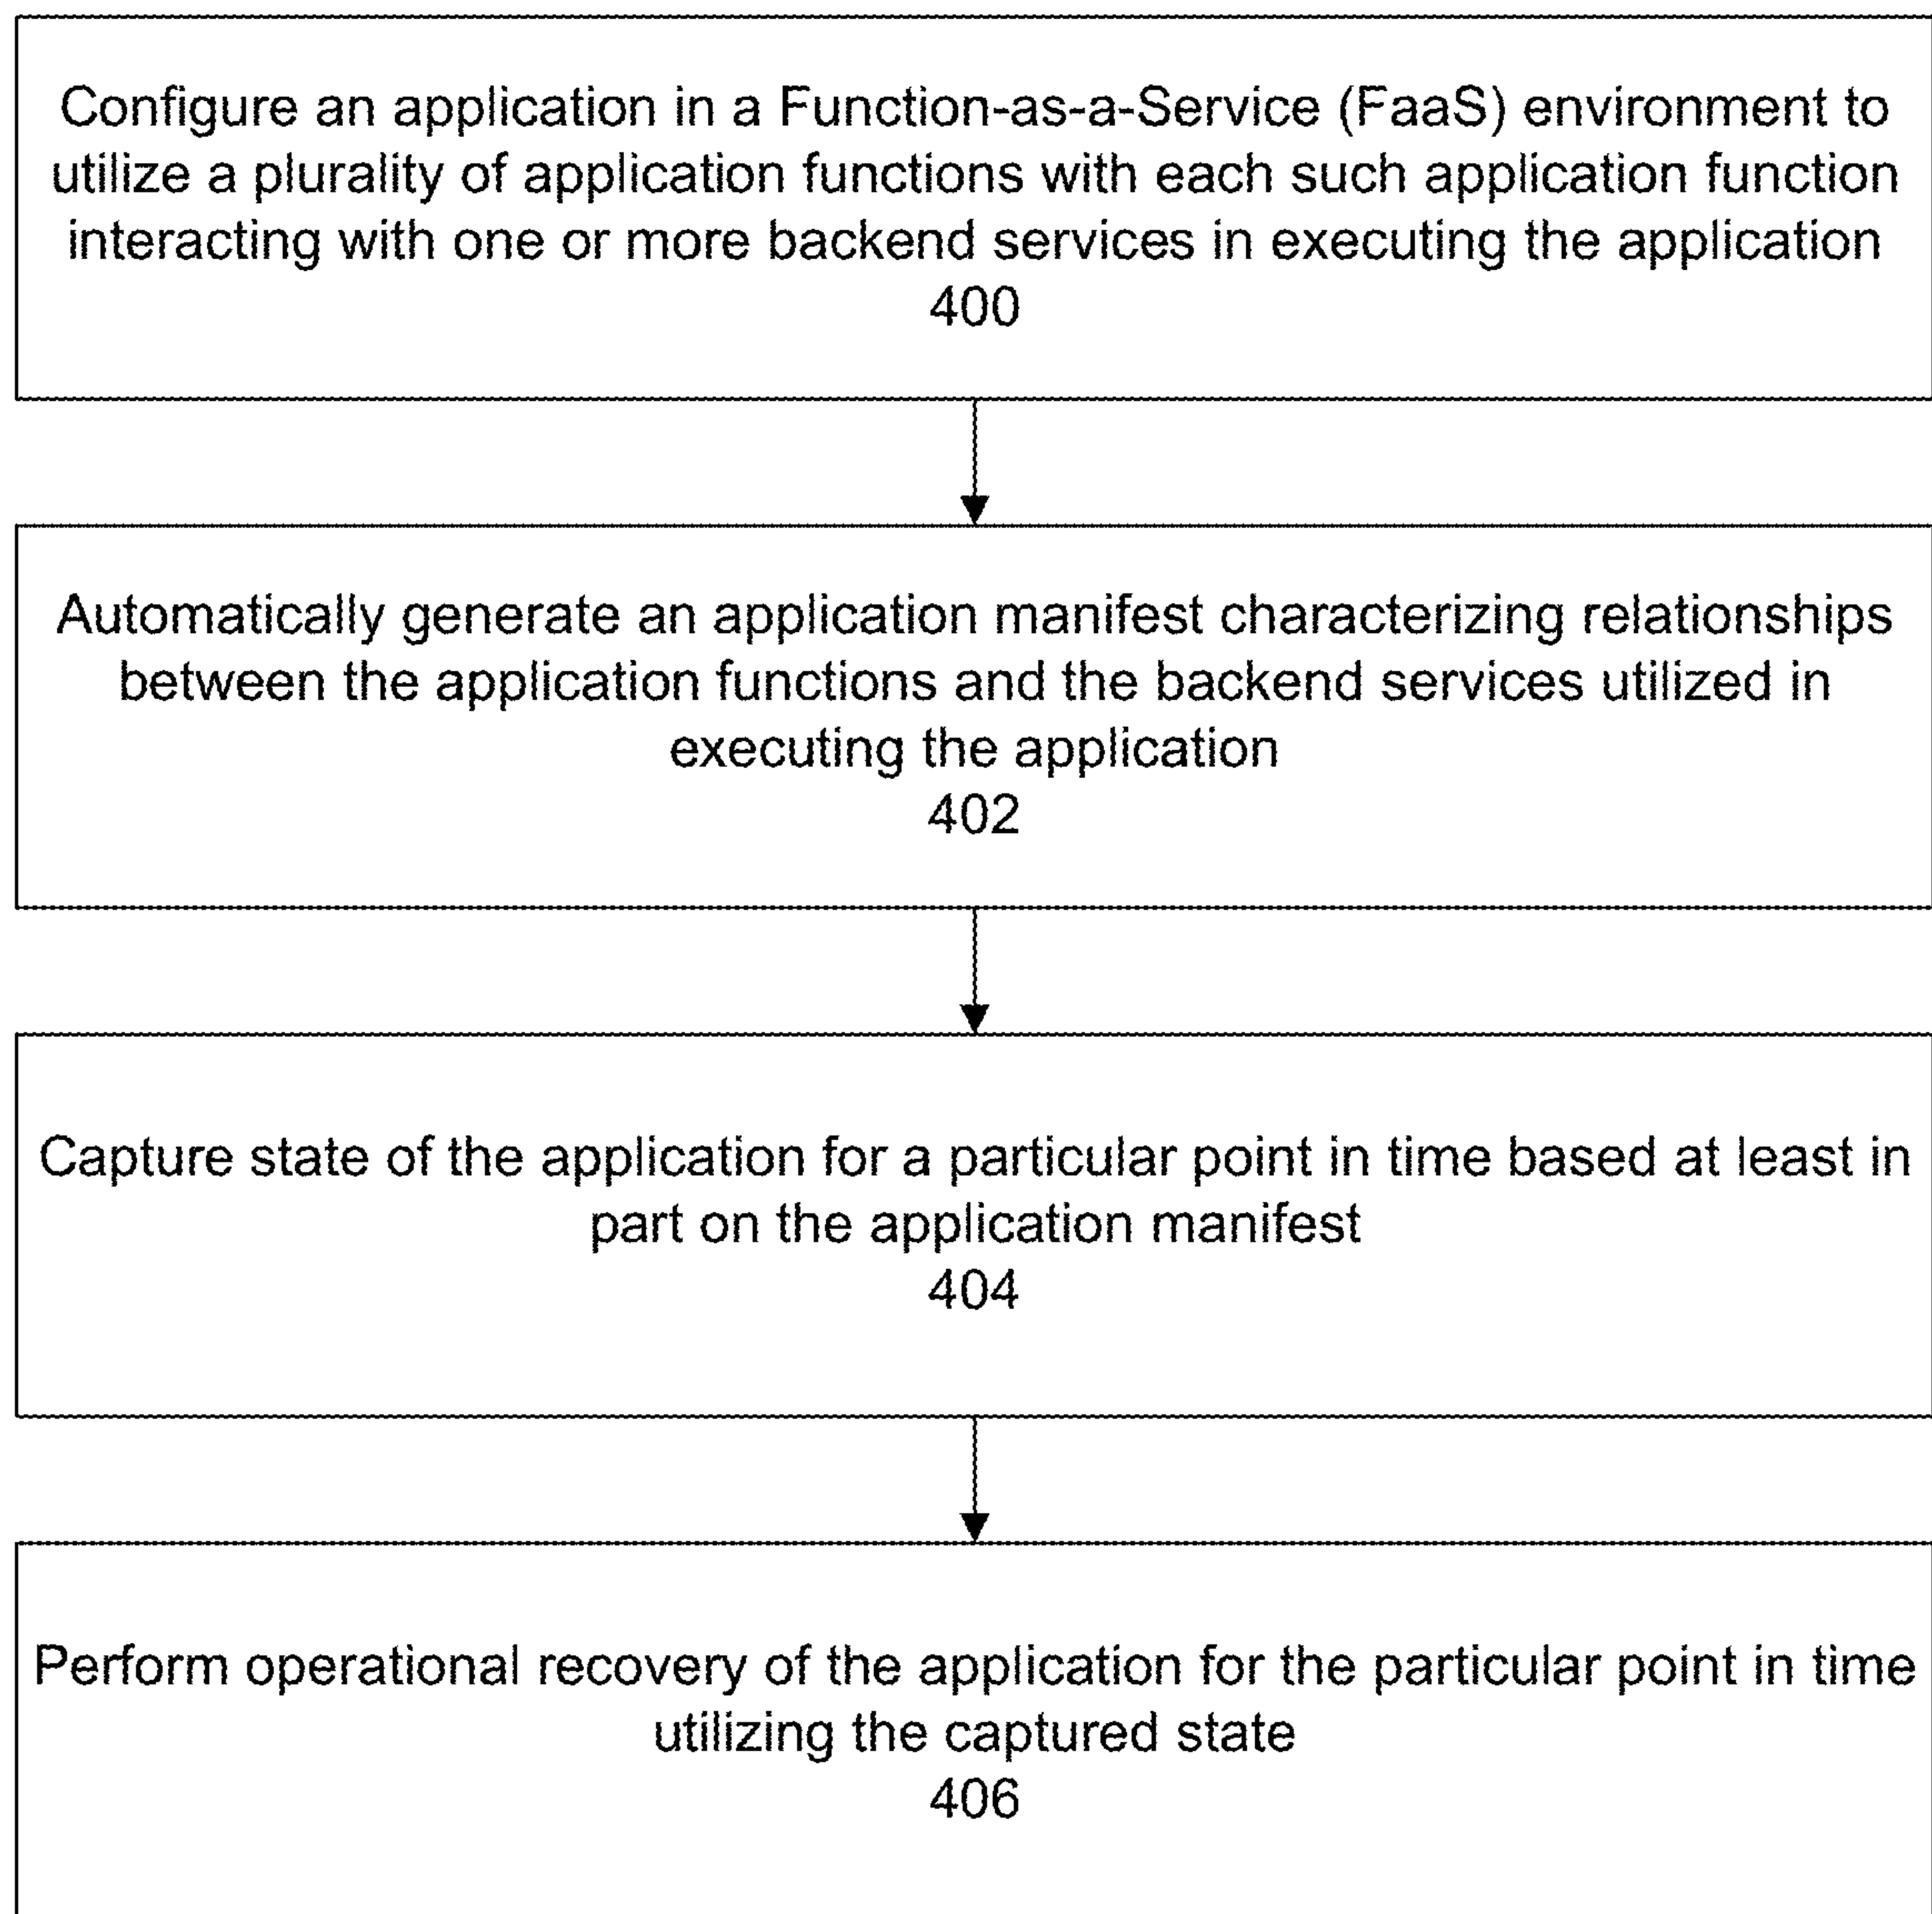 Configure an application in a Function-as-a-Service (FaaS) environment to
utilize a plurality of application functions with each such application function
interacting with one or more backend services in executing the application
400
Automatically generate an application manifest characterizing relationships
between the application functions and the backend services utilized in
executing the application
402
Capture state of the application for a particular point in time based at least in
part on the application manifest
404
Perform operational recovery of the application for the particular point in time
utilizing the captured state
406